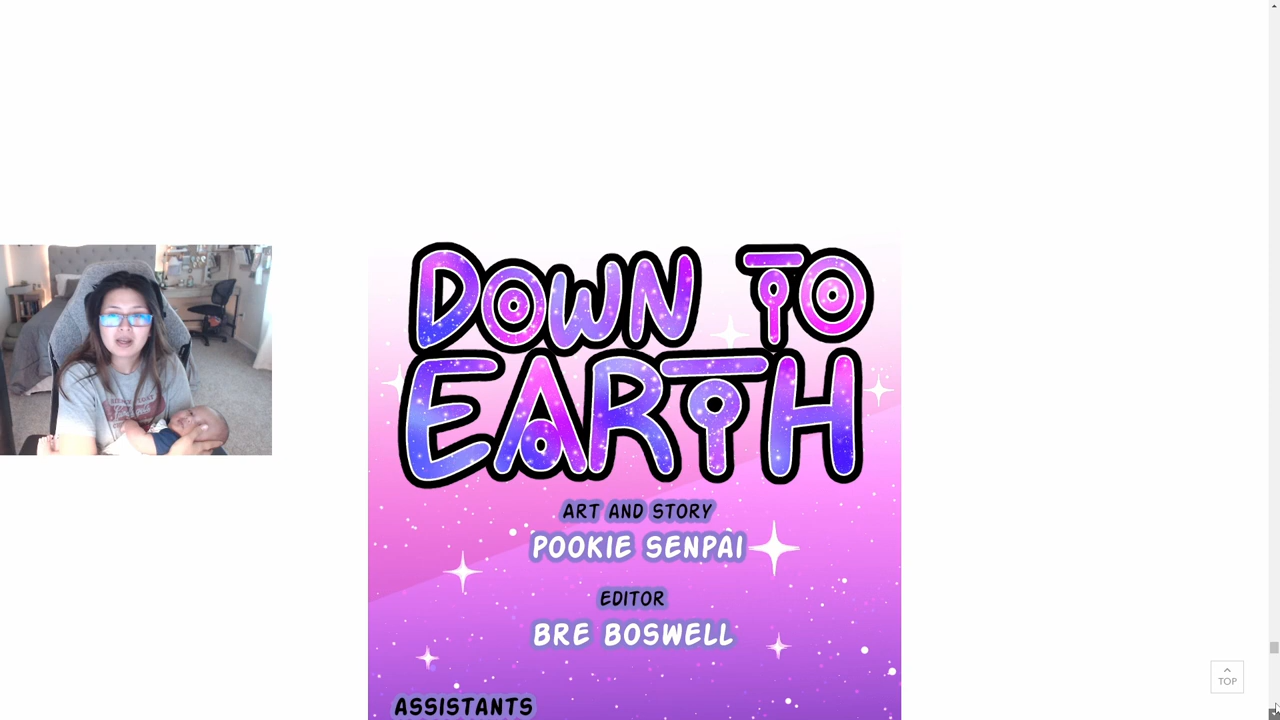 DOWN TO
EARTH
ART AND STORY
POOKIE SENPAI
EDITOR
BRE BOSWELL
ASSISTANTS
TOP